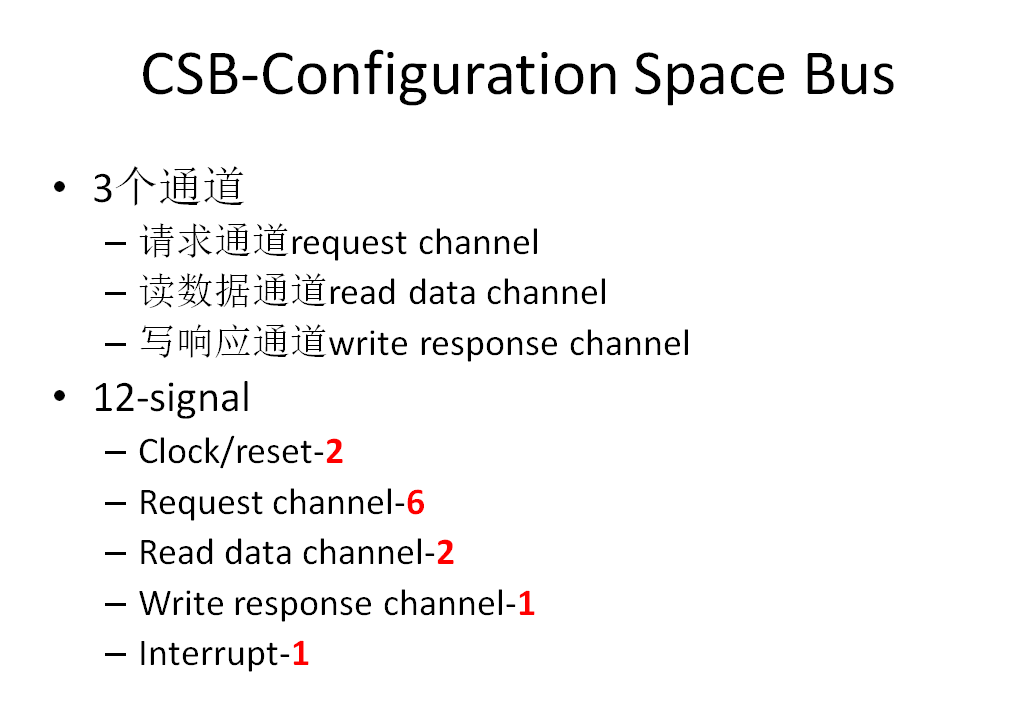 CSB-Configuration Space Bus
• 3个通道
– 请求通道request channel
– 读数据通道read data channel
– 写响应通道write response channel
• 12-signal
– Clock/reset-2
– Request channel-6
– Read data channel-2
– Write response channel-1
– Interrupt-1